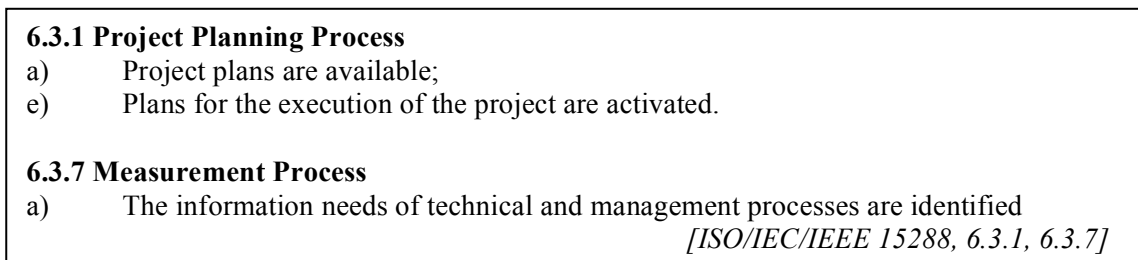 6.3.1 Project Planning Process
a) Project plans are available;
e) Plans for the execution of the project are activated.
6.3.7 Measurement Process
a) The information needs of technical and management processes are identified
[ISO/IEC/IEEE 15288, 6.3.1, 6.3.7]